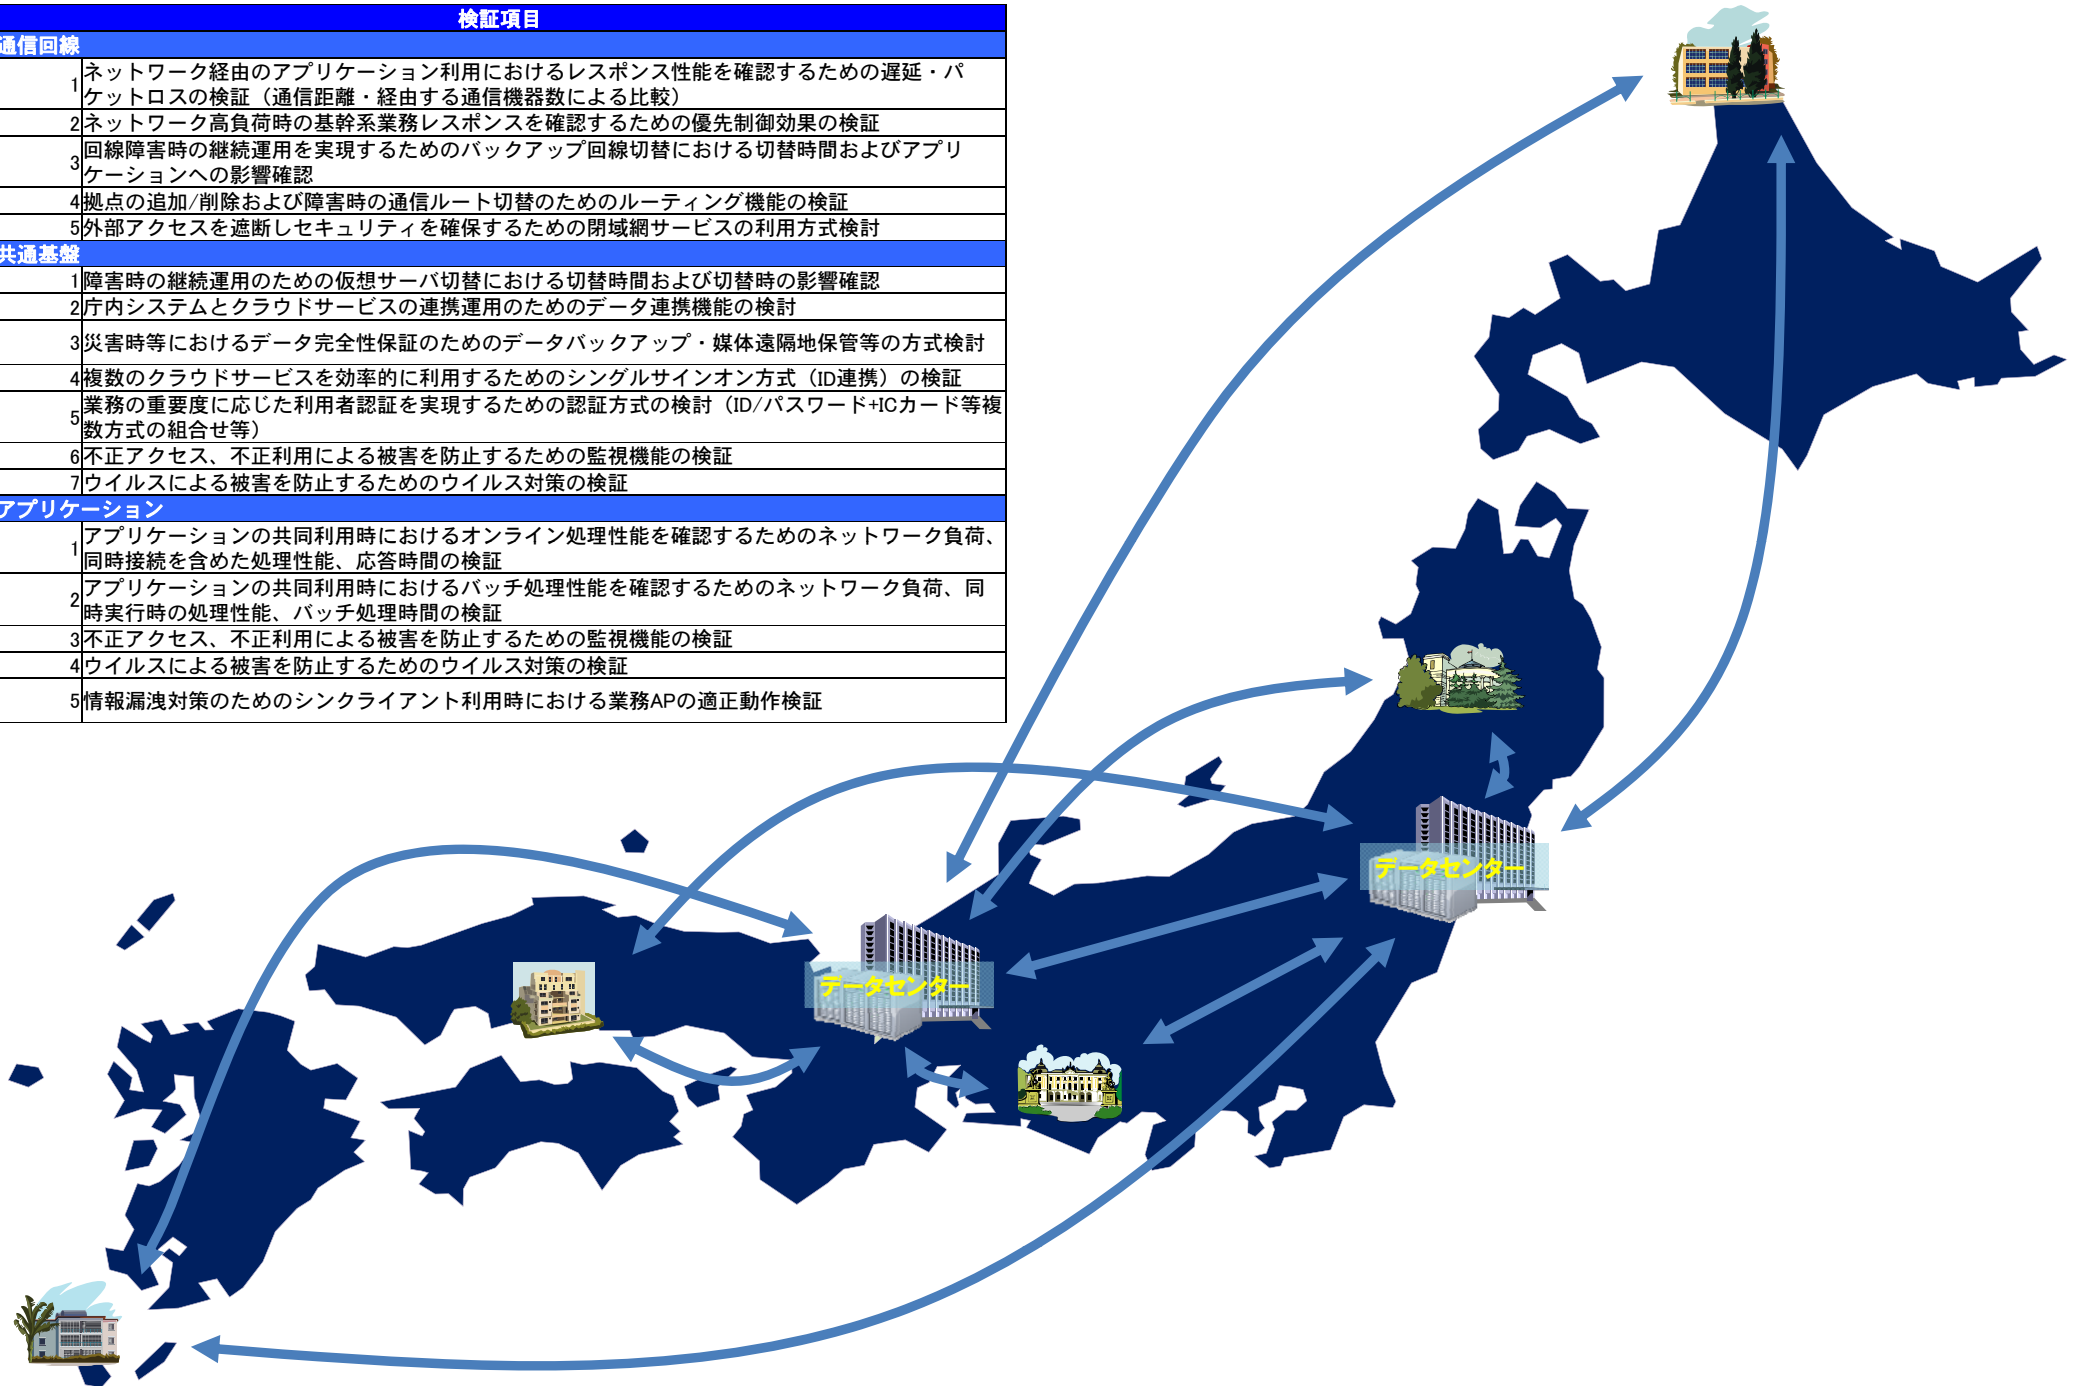 検証項目
通信回線
1 ネットワーク経由のアプリケーション利用におけるレスポンス性能を確認するための遅延・パ
ケットロスの検証（通信距離・経由する通信機器数による比較）
2 ネットワーク高負荷時の基幹系業務レスポンスを確認するための優先制御効果の検証
3 回線障害時の継続運用を実現するためのバックアップ回線切替における切替時間およびアプリ
ケーションへの影響確認
4 拠点の追加/削除および障害時の通信ルート切替のためのルーティング機能の検証
5 外部アクセスを遮断しセキュリティを確保するための閉域網サービスの利用方式検討
共通基盤
1 障害時の継続運用のための仮想サーバ切替における切替時間および切替時の影響確認
2 庁内システムとクラウドサービスの連携運用のためのデータ連携機能の検討
3 災害時等におけるデータ完全性保証のためのデータバックアップ・媒体遠隔地保管等の方式検討
4 複数のクラウドサービスを効率的に利用するためのシングルサインオン方式（ID連携）の検証
5 業務の重要度に応じた利用者認証を実現するための認証方式の検討（ID/パスワード+ICカード等複
数方式の組合せ等）
6 不正アクセス、不正利用による被害を防止するための監視機能の検証
7 ウイルスによる被害を防止するためのウイルス対策の検証
アプリケーション
1 アプリケーションの共同利用時におけるオンライン処理性能を確認するためのネットワーク負荷、
同時接続を含めた処理性能、応答時間の検証
2 アプリケーションの共同利用時におけるバッチ処理性能を確認するためのネットワーク負荷、同
時実行時の処理性能、バッチ処理時間の検証
3 不正アクセス、不正利用による被害を防止するための監視機能の検証
4 ウイルスによる被害を防止するためのウイルス対策の検証
5 情報漏洩対策のためのシンクライアント利用時における業務APの適正動作検証
データセンター
データセンター